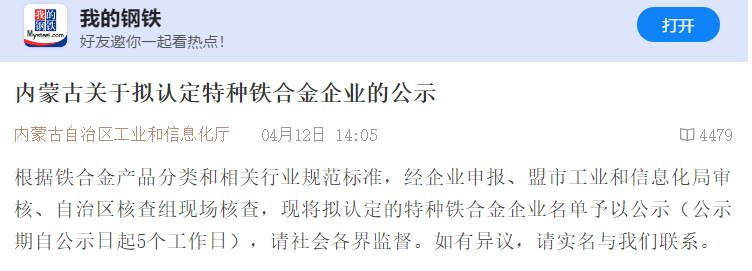 我的钢铁
Mysteel.com
我的钢铁
好友邀你一起看热点！
打开
内蒙古关于拟认定特种铁合金企业的公示
内蒙古自治区工业和信息化厅 04月12日 14:05 4479
根据铁合金产品分类和相关行业规范标准，经企业申报、盟市工业和信息化局审
核、自治区核查组现场核查，现将拟认定的特种铁合金企业名单予以公示（公示
期自公示日起5个工作日），请社会各界监督。如有异议，请实名与我们联系。